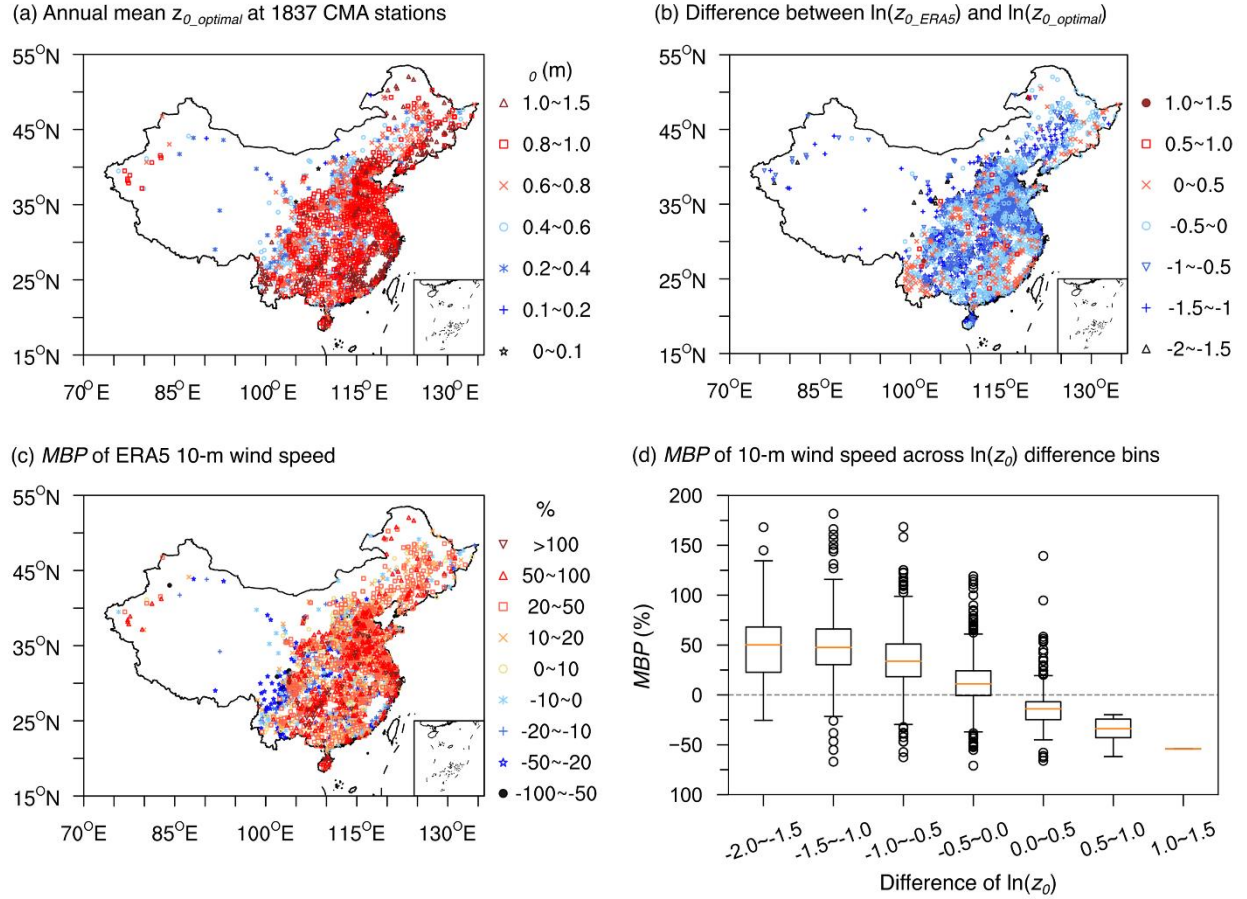 (a) Annual mean z0_optimal at 1837 CMA stations
55°N
45°N
35°N
25°N
15°N
70°E 85°E 100°E 115°E 130°E
0 (m)
1.0~1.5
0.8~1.0
0.6~0.8
0.4~0.6
0.2~0.4
0.1~0.2
0~0.1
(b) Difference between ln(z0_ERA5) and ln(z0_optimal)
55°N
45°N
35°N
25°N
15°N
70°E 85°E 100°E 115°E 130°E
1.0~1.5
0.5~1.0
0~0.5
-0.5~0
-1~-0.5
-1.5~-1
-2~-1.5
(c) MBP of ERA5 10-m wind speed
55°N
45°N
35°N
25°N
15°N
70°E 85°E 100°E 115°E 130°E
%
>100
50~100
20~50
10~20
0~10
-10~0
-20~-10
-50~-20
-100~-50
(d) MBP of 10-m wind speed across ln(z0) difference bins
MBP (%)
200
150
100
50
0
-50
100
-2.0~-1.5 -1.5~-1.0 -1.0~-0.5 -0.5~0.0 0.0~0.5 0.5~1.0 1.0~1.5
Difference of ln(z0)